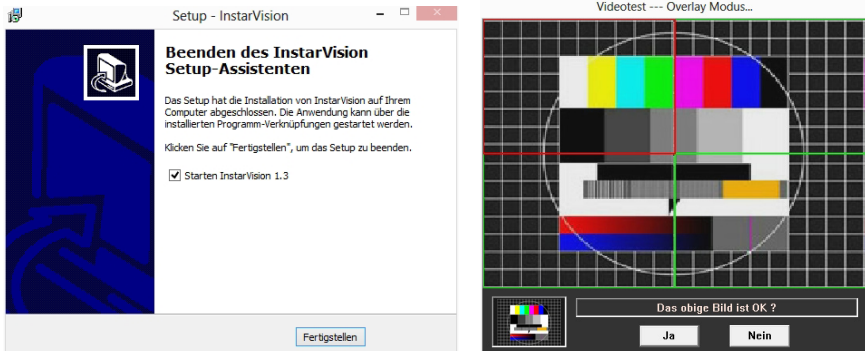 Setup - InstarVision
Beenden des InstarVision
Setup-Assistenten
Das Setup hat die Installation von InstarVision auf Ihrem
Computer abgeschlossen. Die Anwendung kann über die
installierten Programm-Verknüpfungen gestartet werden.
Klicken Sie auf "Fertigstellen", um das Setup zu beenden.
Starten InstarVision 1.3
Fertigstellen
Videotest --- Overlay Modus...
Das obige Bild ist OK ?
Ja
Nein